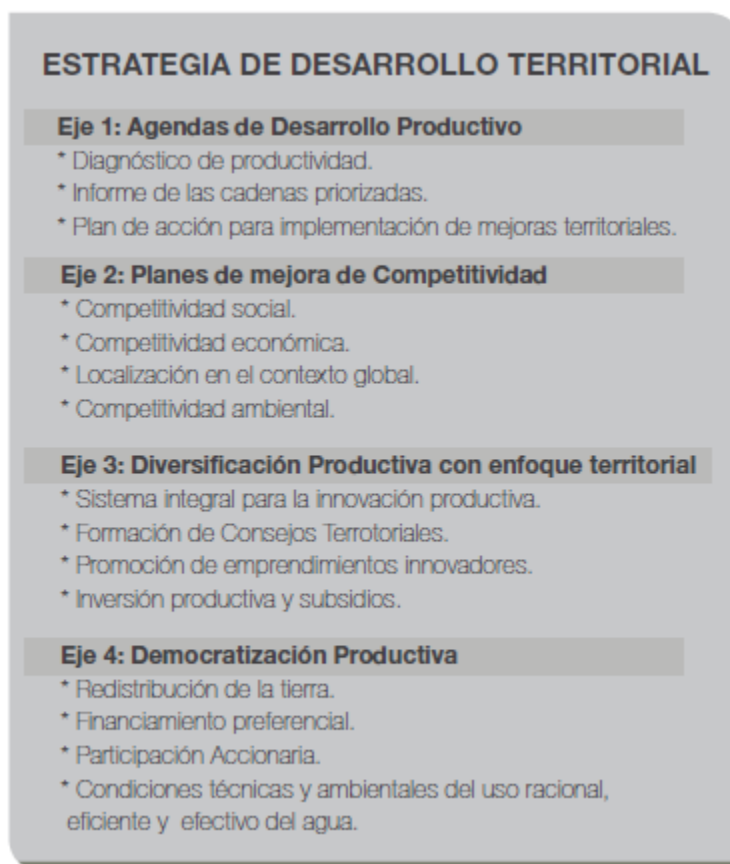 ESTRATEGIA DE DESARROLLO TERRITORIAL
Eje 1: Agendas de Desarrollo Productivo
* Diagnóstico de productividad.
* Informe de las cadenas priorizadas.
* Plan de acción para implementación de mejoras territoriales.
Eje 2: Planes de mejora de Competitividad
* Competitividad social.
* Competitividad económica.
* Localización en el contexto global.
* Competitividad ambiental.
Eje 3: Diversificación Productiva con enfoque territorial
* Sistema integral para la innovación productiva.
* Formación de Consejos Terrotoriales.
* Promoción de emprendimientos innovadores.
* Inversión productiva y subsidios.
Eje 4: Democratización Productiva
* Redistribución de la tierra.
* Financiamiento preferencial.
* Participación Accionaria.
* Condiciones técnicas y ambientales del uso racional,
eficiente y efectivo del agua.